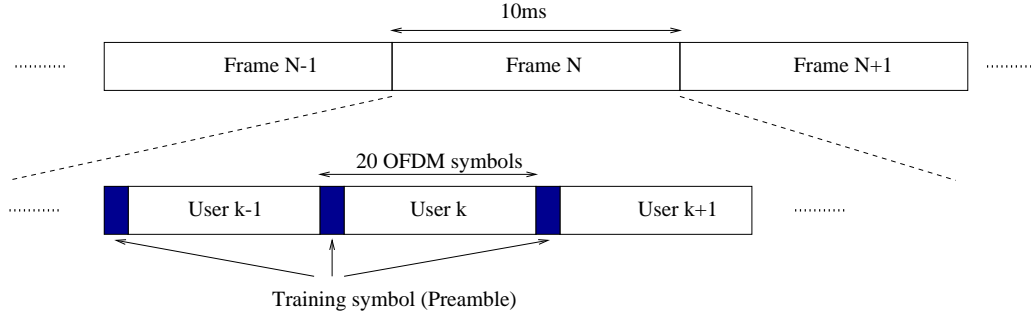 10ms
Frame N-1
Frame N
Frame N+1
20 OFDM symbols
User k-1
User k
User k+1
Training symbol (Preamble)